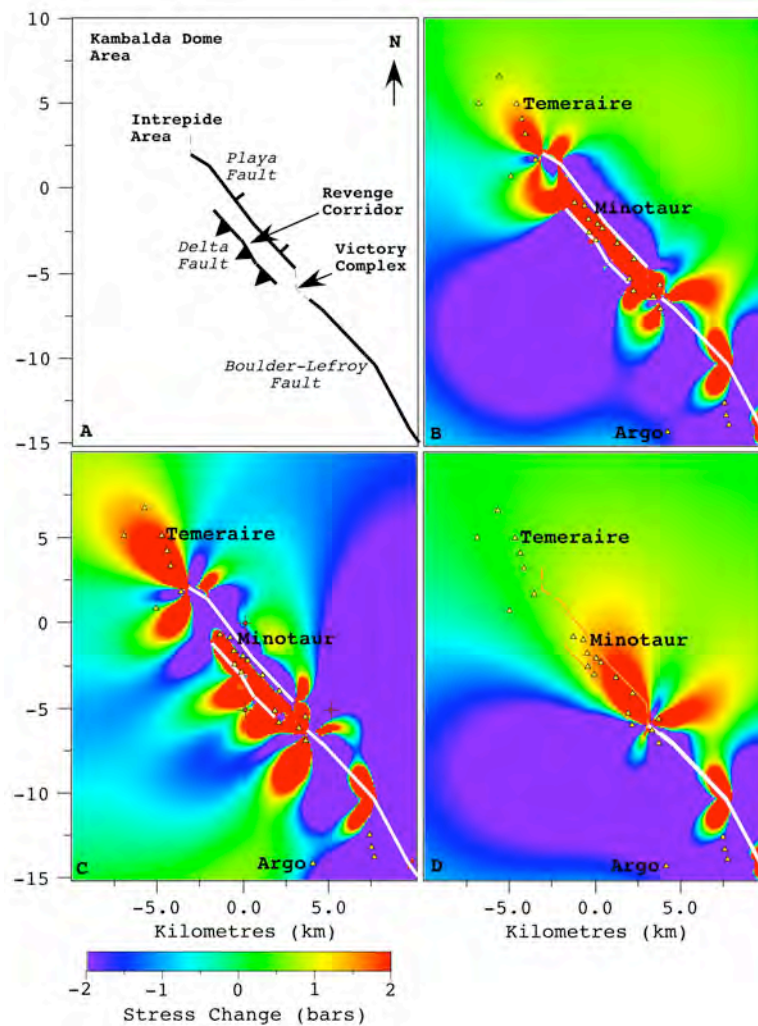 10
5
0
-5
-10
-15
Kambalda Dome
Area
N
Intrepide
Area
Playa
Fault
Revenge
Corridor
Delta
Fault
Victory
Complex
Boulder-Lefroy
Fault
A
Temeraire
Minotaur
Argo
B
5
0
-5
-10
-15
Temeraire
Minotaur
Argo
C
Temeraire
Minotaur
Argo
D
-5.0 0.0 5.0
Kilometres (km)
-5.0 0.0 5.0
Kilometres (km)
-2 -1 0 1 2
Stress Change (bars)